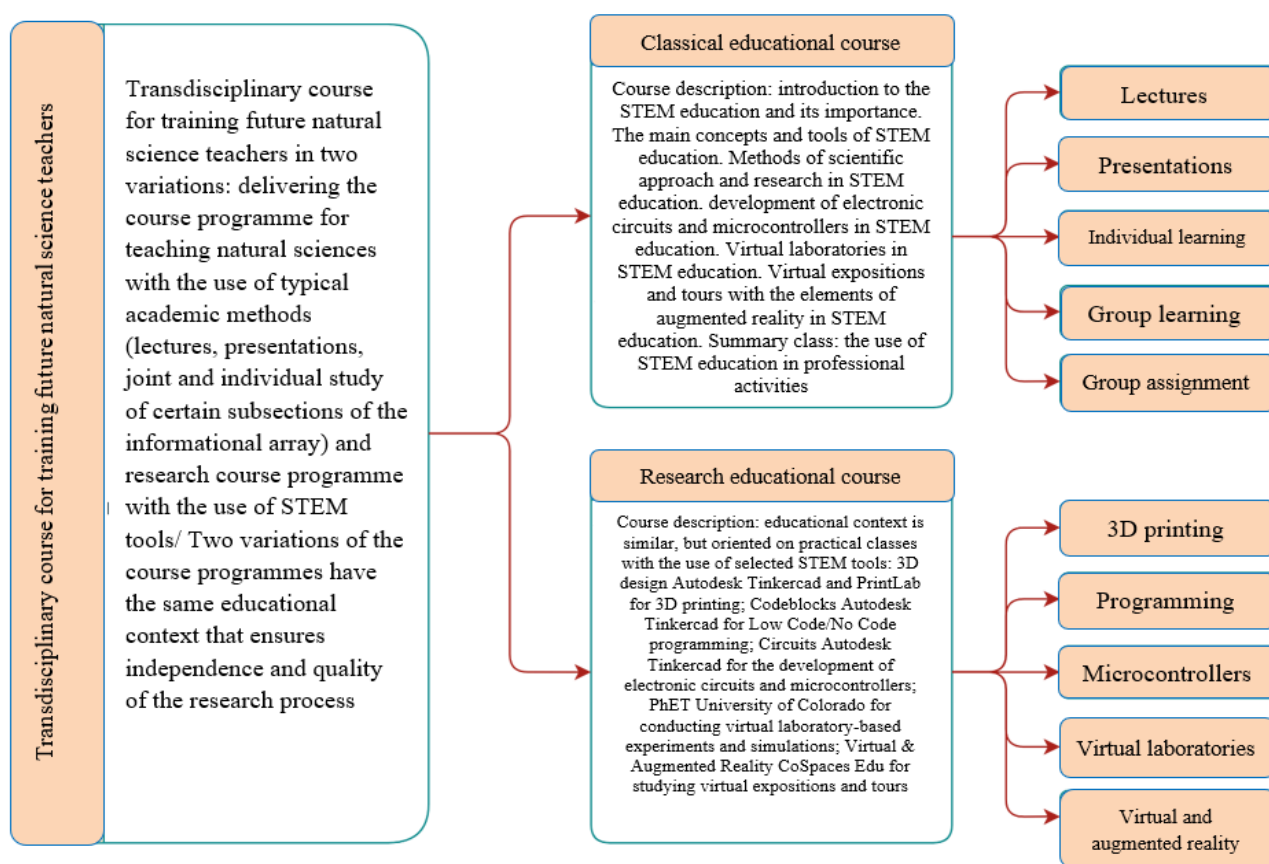 Transdisciplinary course for training future natural science teachers
Transdisciplinary course
for training future natural
science teachers in two
variations: delivering the
course programme for
teaching natural sciences
with the use of typical
academic methods
(lectures, presentations,
joint and individual study
of certain subsections of the
informational array) and
research course programme
with the use of STEM
tools/ Two variations of the
course programmes have
the same educational
context that ensures
independence and quality
of the research process
Classical educational course
Course description: introduction to the
STEM education and its importance.
The main concepts and tools of STEM
education. Methods of scientific
approach and research in STEM
education. development of electronic
circuits and microcontrollers in STEM
education. Virtual laboratories in
STEM education. Virtual expositions
and tours with the elements of
augmented reality in STEM
education. Summary class: the use of
STEM education in professional
activities
Lectures
Presentations
Individual learning
Group learning
Group assignment
Research educational course
Course description: educational context is
similar, but oriented on practical classes
with the use of selected STEM tools: 3D
design Autodesk Tinkercad and PrintLab
for 3D printing; Codeblocks Autodesk
Tinkercad for Low Code/No Code
programming; Circuits Autodesk
Tinkercad for the development of
electronic circuits and microcontrollers;
PhET University of Colorado for
conducting virtual laboratory-based
experiments and simulations; Virtual &
Augmented Reality CoSpaces Edu for
studying virtual expositions and tours
3D printing
Programming
Microcontrollers
Virtual laboratories
Virtual and
augmented reality